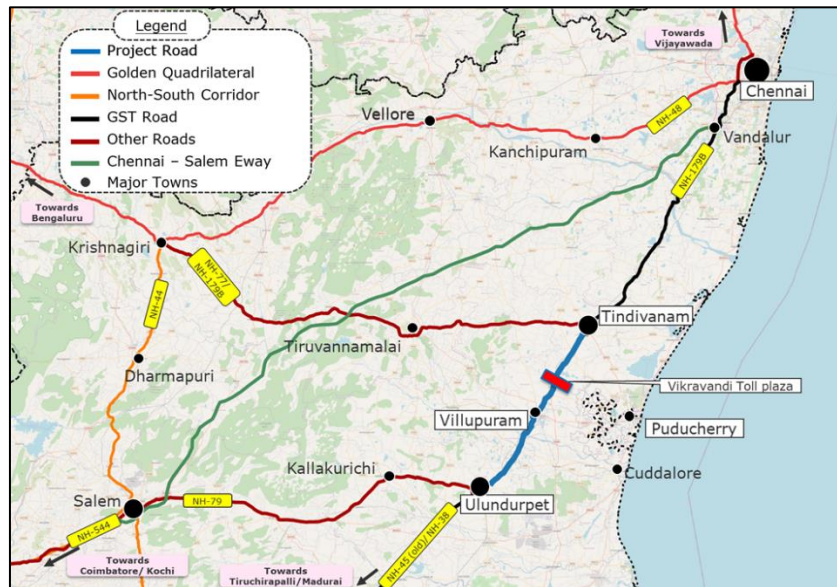 Legend
Project Road
Golden Quadrilateral
North-South Corridor
GST Road
Other Roads
Chennai – Salem Eway
Major Towns
Towards
Vijayawada
Chennai
Vellore
NH-48
Kanchipuram
Vandalur
NH-179B
Towards
Bengaluru
Krishnagiri
NH-77/
NH-179B
NH-44
Tindivanam
Tiruvannamalai
Dharmapuri
Vikravandi Toll plaza
Villupuram
Puducherry
Kallakurichi
Cuddalore
Ulundurpet
Salem
NH-79
NH-544
NH-45 (old)/ NH-38
Towards
Coimbatore/ Kochi
Towards
Tiruchirapalli/Madurai